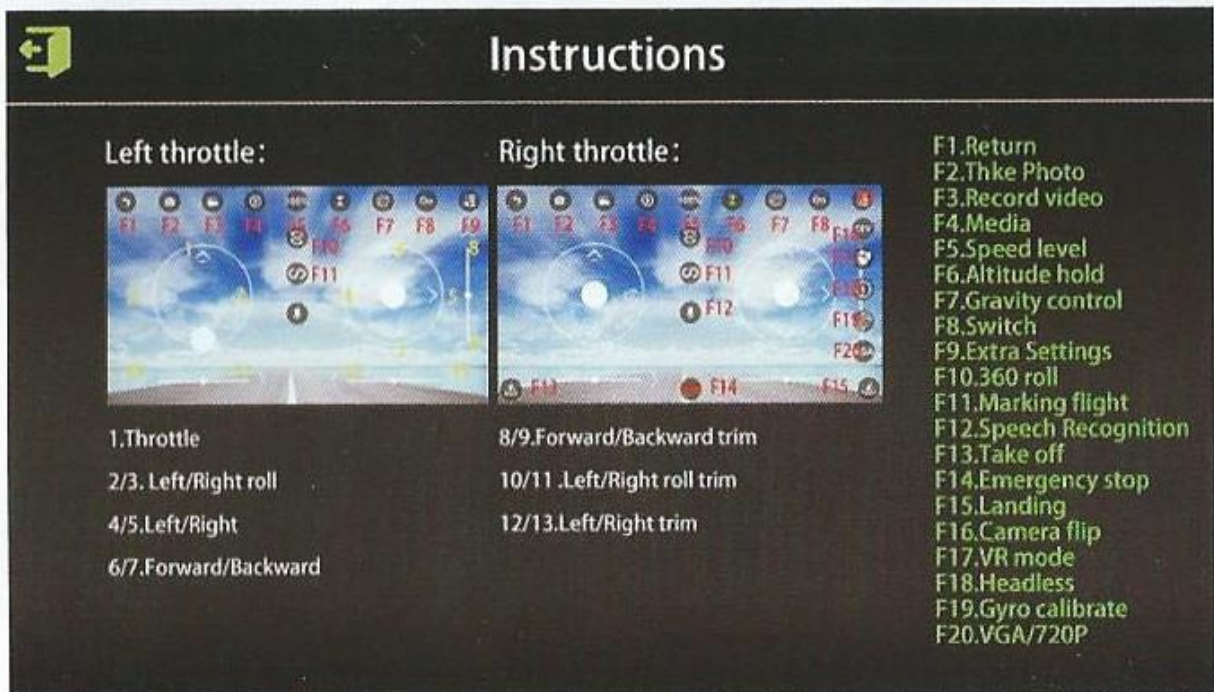 Instructions
Left throttle:
F1 F2 F3 F4 F5 F6 F7 F8 F9
F10
F11
1.Throttle
2/3. Left/Right roll
4/5.Left/Right
6/7.Forward/Backward
Right throttle:
F1 F2 F3 F4 F5 F6 F7 F8 F16
F10
F11
F12
F18
F19
F20
F13 F14 F15
8/9.Forward/Backward trim
10/11 .Left/Right roll trim
12/13.Left/Right trim
F1.Return
F2.Thke Photo
F3.Record video
F4.Media
F5.Speed level
F6.Altitude hold
F7.Gravity control
F8.Switch
F9.Extra Settings
F10.360 roll
F11.Marking flight
F12.Speech Recognition
F13.Take off
F14.Emergency stop
F15.Landing
F16.Camera flip
F17.VR mode
F18.Headless
F19.Gyro calibrate
F20.VGA/720P